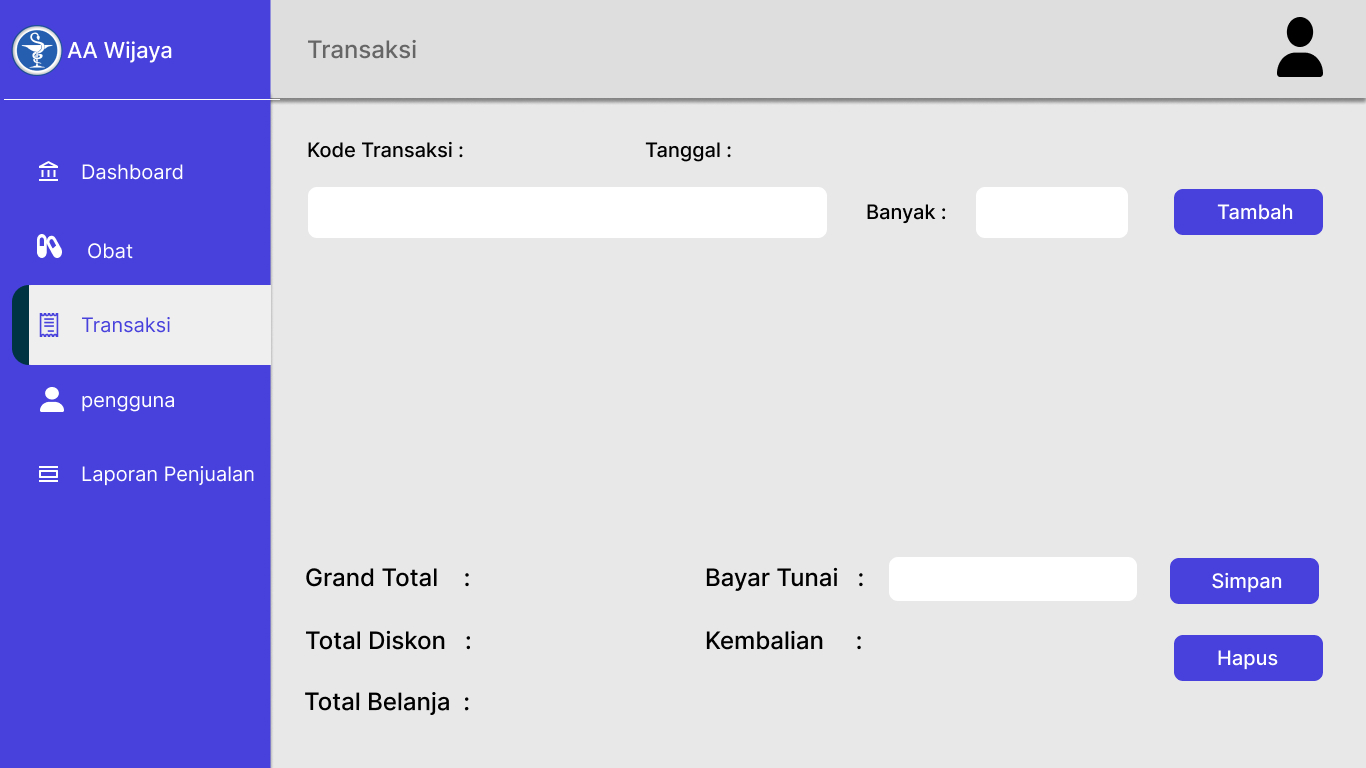 AA Wijaya
Transaksi
Dashboard
Obat
Transaksi
pengguna
Laporan Penjualan
Kode Transaksi :
Tanggal :
Banyak :
Tambah
Grand Total :
Bayar Tunai :
Simpan
Total Diskon :
Kembalian :
Hapus
Total Belanja :